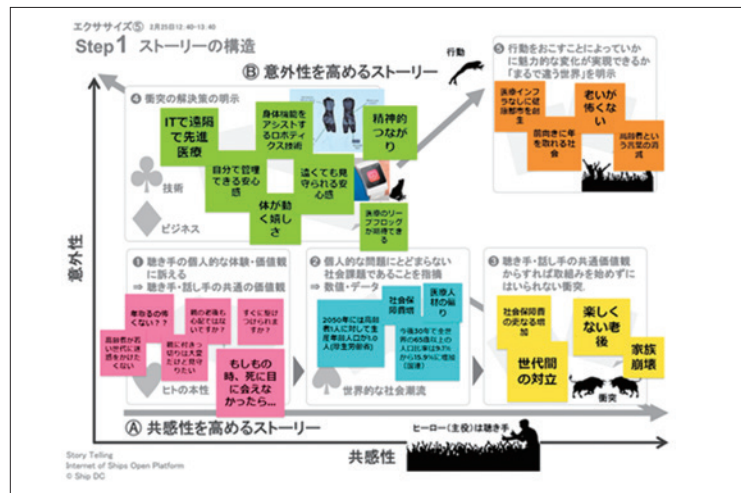 エクササイズ⑤ 2月25日12.40-13.40
Step1 ストーリーの構造
Ⓑ 意外性を高めるストーリー
行動
⑤ 行動をおこすことによっていか
に魅力的な変化が実現できるか
「まるで違う世界」を明示
医療インフ
ラなしに健
康都市を創生
前向きに年
を取れる社
会
老いが
怖くない
高齢者とい
う言葉の消
滅
④ 衝突の解決策の明示
ITで遠隔
で先進
医療
身体機能を
アシストす
るロボティ
クス技術
精神的
つながり
自分で管理
できる安心
感
遠くても見
守られる安
心感
体が動
く嬉し
さ
医療のリープ
フロッグ
が期待でき
る
技術
ビジネス
意外性
① 聴き手の個人的な体験・価値観
に訴える
⇒ 聴き手・話し手の共通の価値観
年取るの怖
くない??
親の老後も
心配ではな
いですか?
すぐに駆け
つけられま
すか?
高齢者が若
い世代に迷
惑をかけた
くない
親に付きっ
切りは大変
だけど見守
りたい
もしもの
時、死に目
に会えな
かったら…
ヒトの本性
② 個人的な問題にとどまらない
社会課題であることを指摘
⇒ 数値・データ
社会保
障費増
医療人
材の偏り
2050年には高齢
者1人に対して生
産年齢人口が1.0
人(厚生労働省)
今後30年で全世
界の65歳以上の
人口比率は9.1%
から15.9%に増加
(国連)
世界的な社会潮流
③ 聴き手・話し手の共通価値観
からすれば取組みを始めずに
はいられない衝突
社会保障費
の更なる増
加
楽しく
ない老
後
世代間
の対立
家族
崩壊
衝突
Ⓐ 共感性を高めるストーリー
ヒーロー(主役)は聴き手
共感性
Story Telling
Internet of Ships Open Platform
© Ship DC